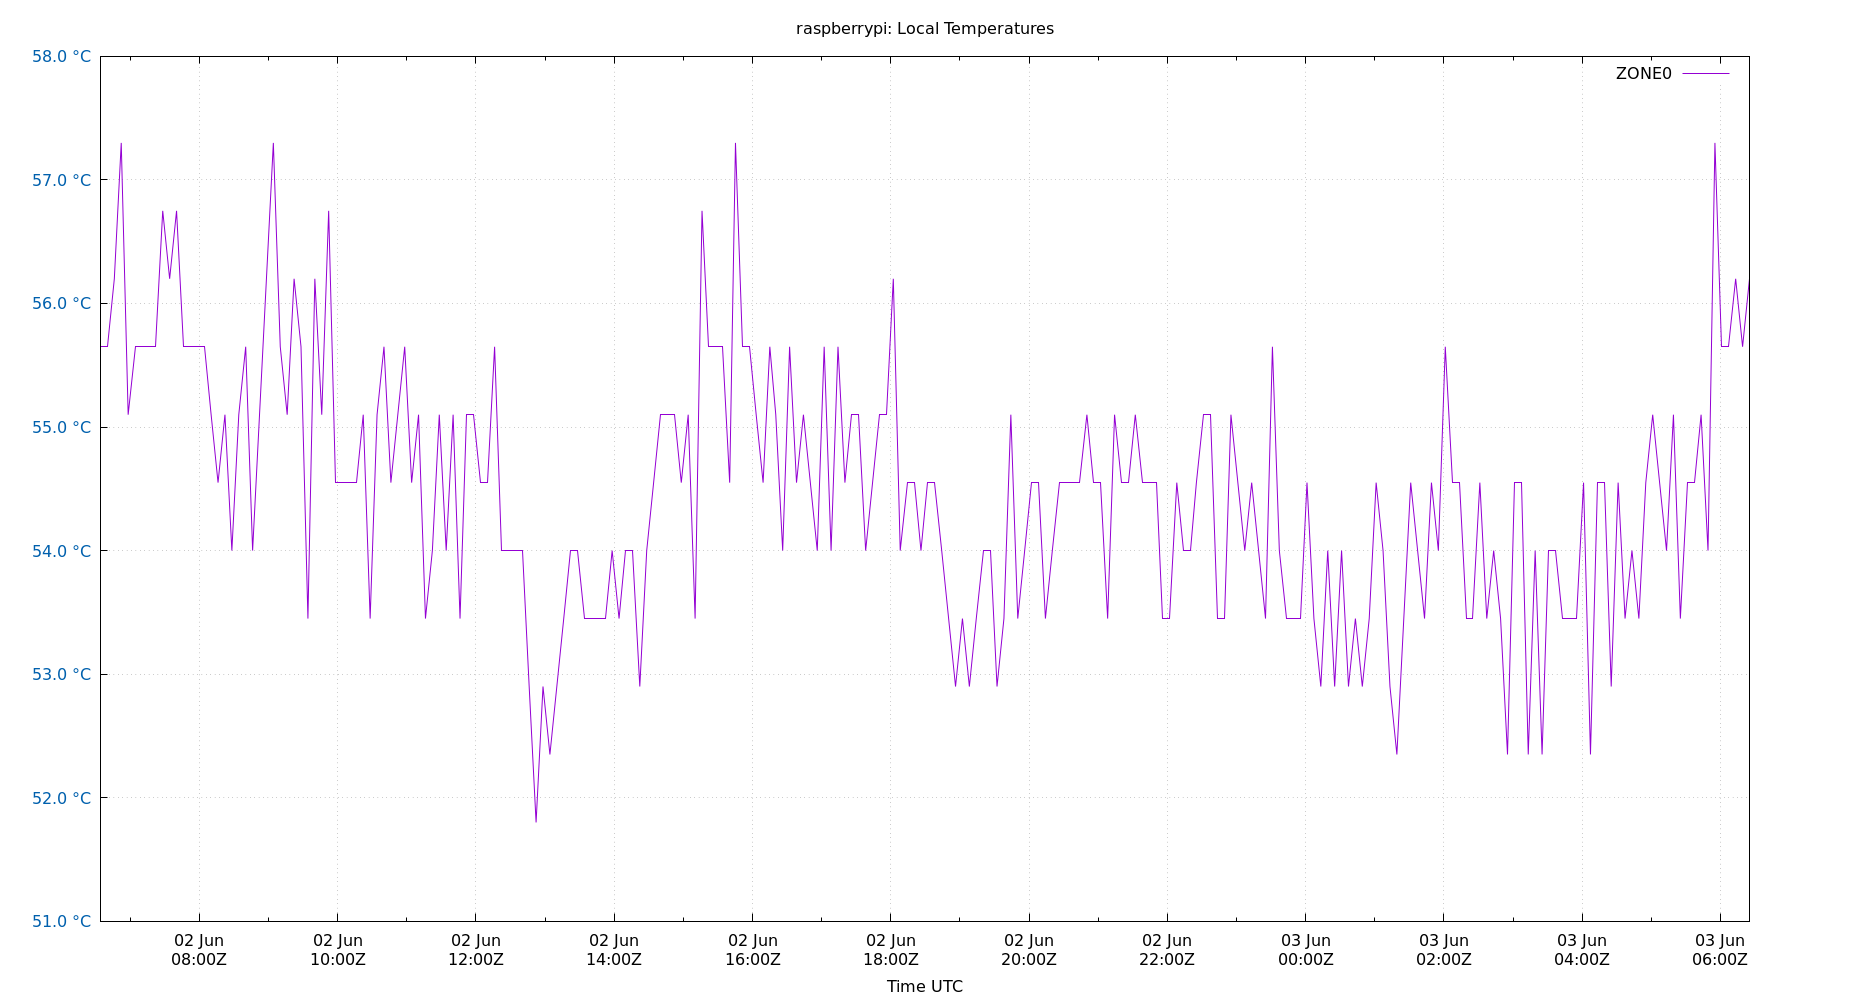 raspberrypi: Local Temperatures
58.0 °C
ZONE0
57.0 °C
56.0 °C
55.0 °C
54.0 °C
53.0 °C
52.0 °C
51.0 °C
02 Jun 02 Jun 02 Jun 02 Jun 02 Jun 02 Jun 02 Jun 02 Jun 03 Jun 03 Jun 03 Jun 03 Jun
08:00Z 10:00Z 12:00Z 14:00Z 16:00Z 18:00Z 20:00Z 22:00Z 00:00Z 02:00Z 04:00Z 06:00Z
Time UTC